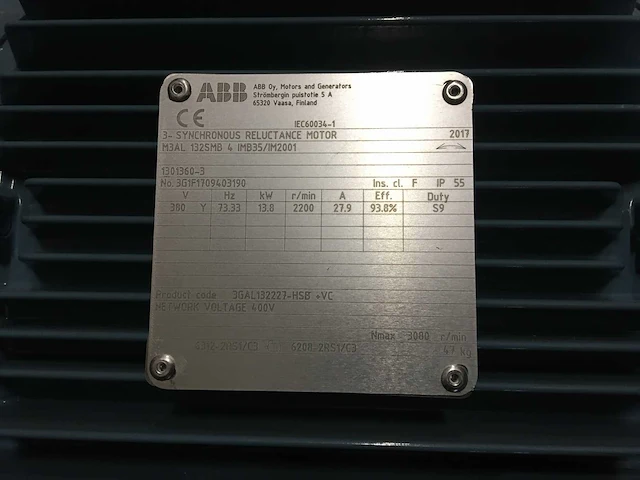 ABB ABB Oy, Motors and Generators
Strömbergin puistotie 5 A
65320 Vaasa, Finland
CE IEC60034-1
3~ SYNCHRONOUS RELUCTANCE MOTOR 2017
M3AL 132SMB 4 IMB35/IM2001
1301360-3
No. 3G1F1709403190 Ins. cl. F IP 55
V Hz kW r/min A Eff. Duty
380 Y 73.33 13.8 2200 27.9 93.8% S9
Product code 3GAL132227-HSB +VC
NETWORK VOLTAGE 400V
Nmax 3080 r/min
6208-2RS1/C3 47 kg